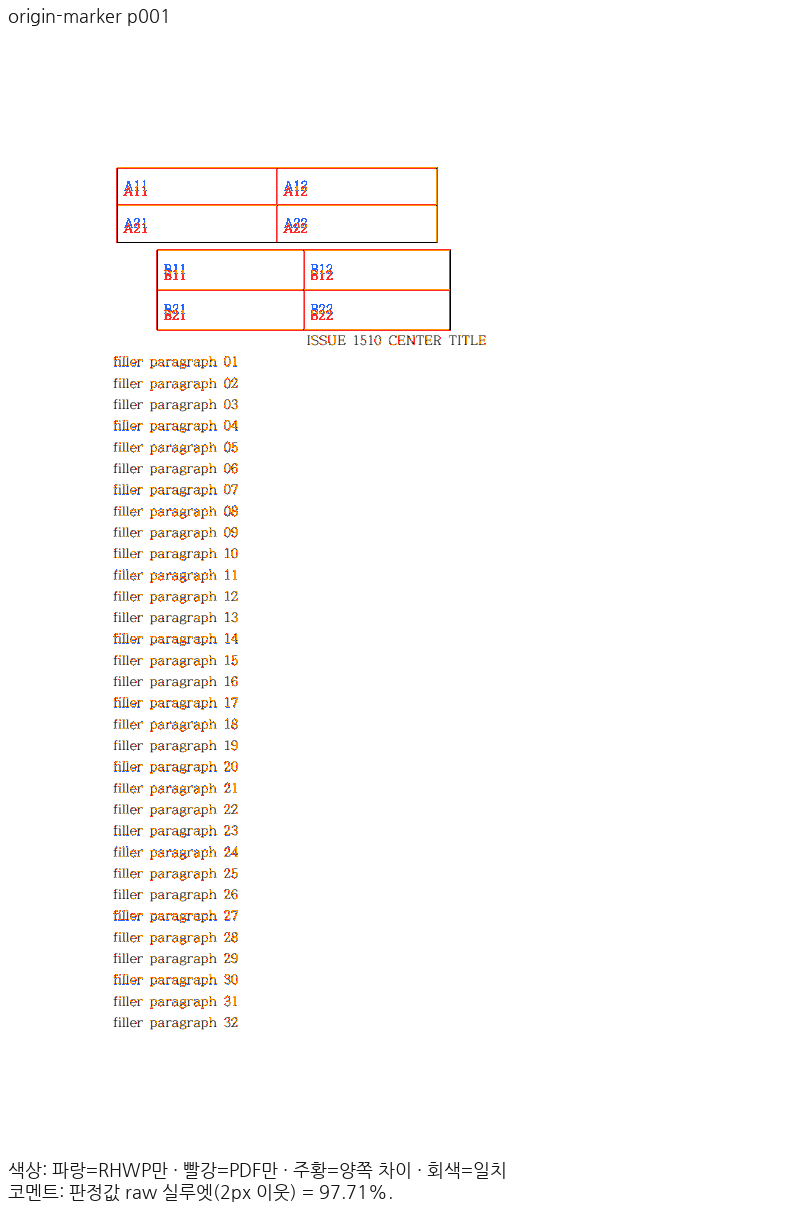 origin-marker p001
A11 A12
A21 A22
B11 B12
B21 B22
ISSUE 1510 CENTER TITLE
filler paragraph 01
filler paragraph 02
filler paragraph 03
filler paragraph 04
filler paragraph 05
filler paragraph 06
filler paragraph 07
filler paragraph 08
filler paragraph 09
filler paragraph 10
filler paragraph 11
filler paragraph 12
filler paragraph 13
filler paragraph 14
filler paragraph 15
filler paragraph 16
filler paragraph 17
filler paragraph 18
filler paragraph 19
filler paragraph 20
filler paragraph 21
filler paragraph 22
filler paragraph 23
filler paragraph 24
filler paragraph 25
filler paragraph 26
filler paragraph 27
filler paragraph 28
filler paragraph 29
filler paragraph 30
filler paragraph 31
filler paragraph 32
색상: 파랑=RHWP만 · 빨강=PDF만 · 주황=양쪽 차이 · 회색=일치
코멘트: 판정값 raw 실루엣(2px 이웃) = 97.71%.